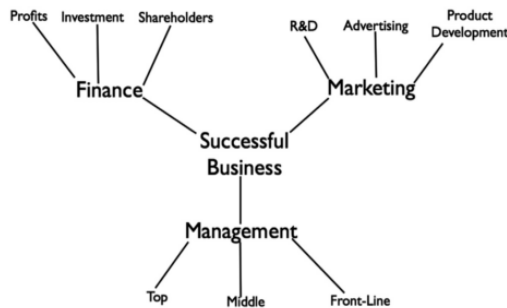 Profits
Investment
Shareholders
R&D
Advertising
Product
Development
Finance
Marketing
Successful
Business
Management
Top
Middle
Front-Line